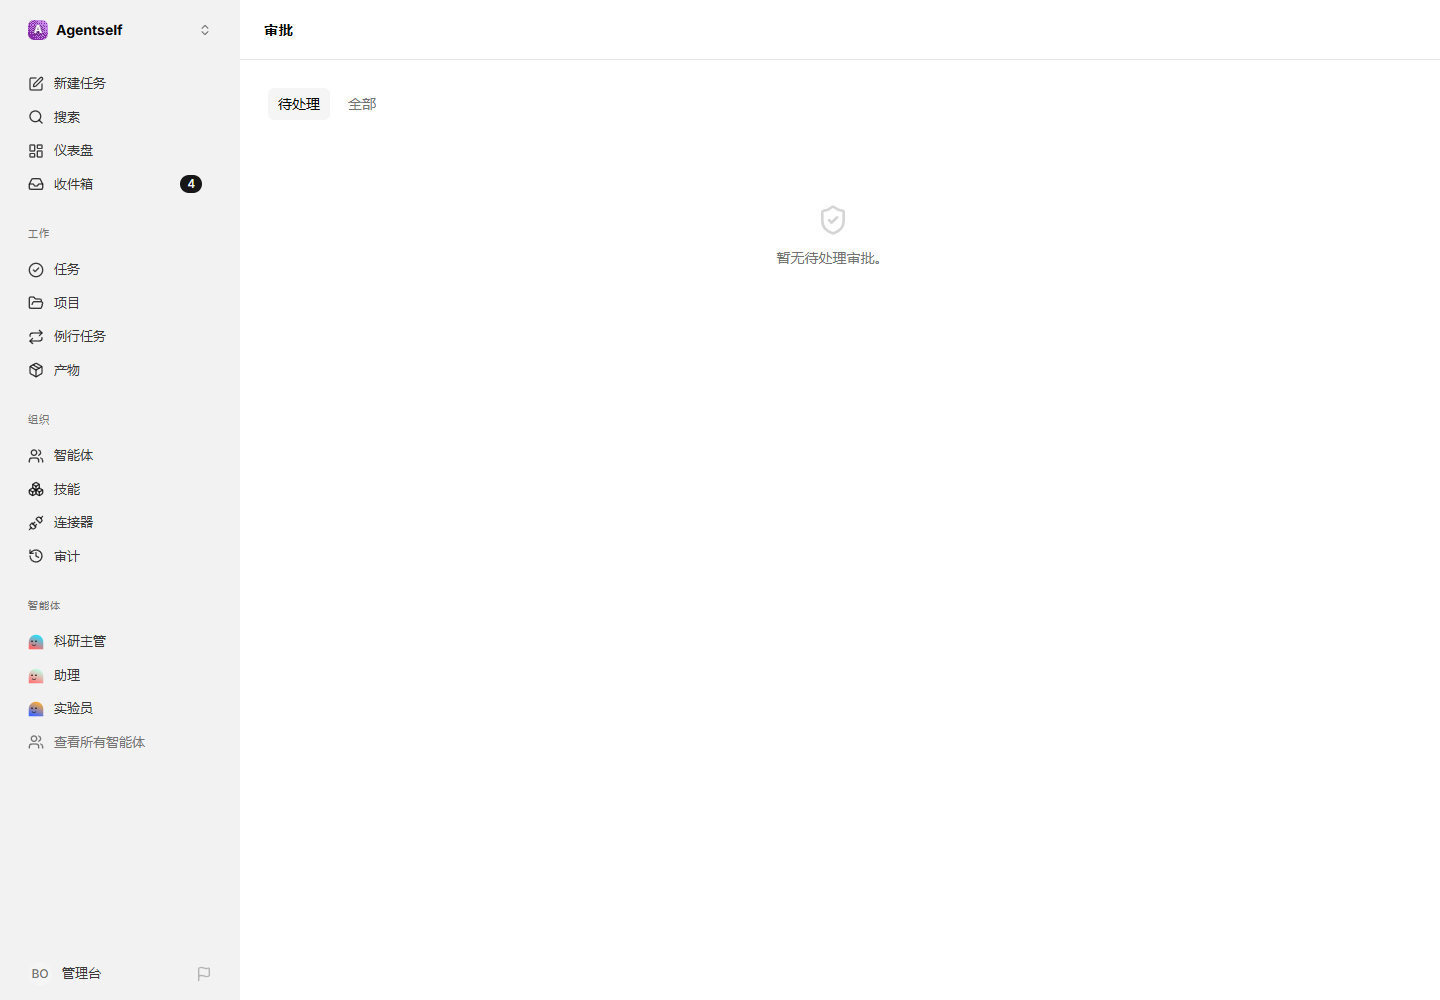 A Agentself
新建任务
搜索
仪表盘
收件箱 4
工作
任务
项目
例行任务
产物
组织
智能体
技能
连接器
审计
智能体
科研主管
助理
实验员
查看所有智能体
BO 管理台
审批
待处理 全部
暂无待处理审批。